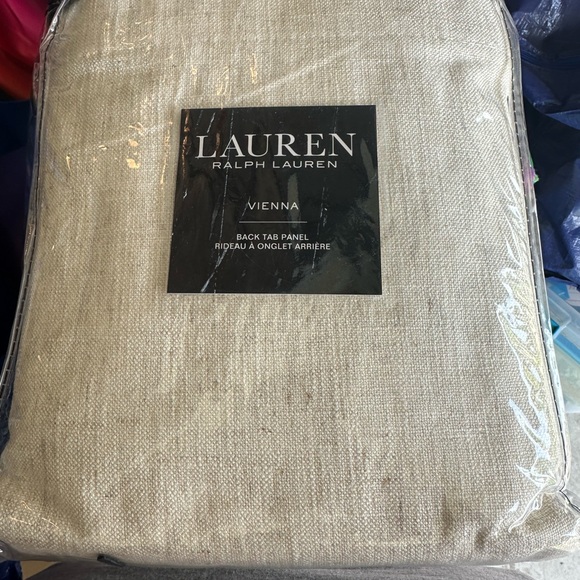 LAUREN
RALPH LAUREN
VIENNA
BACK TAB PANEL
RIDEAU À ONGLET ARRIÈRE